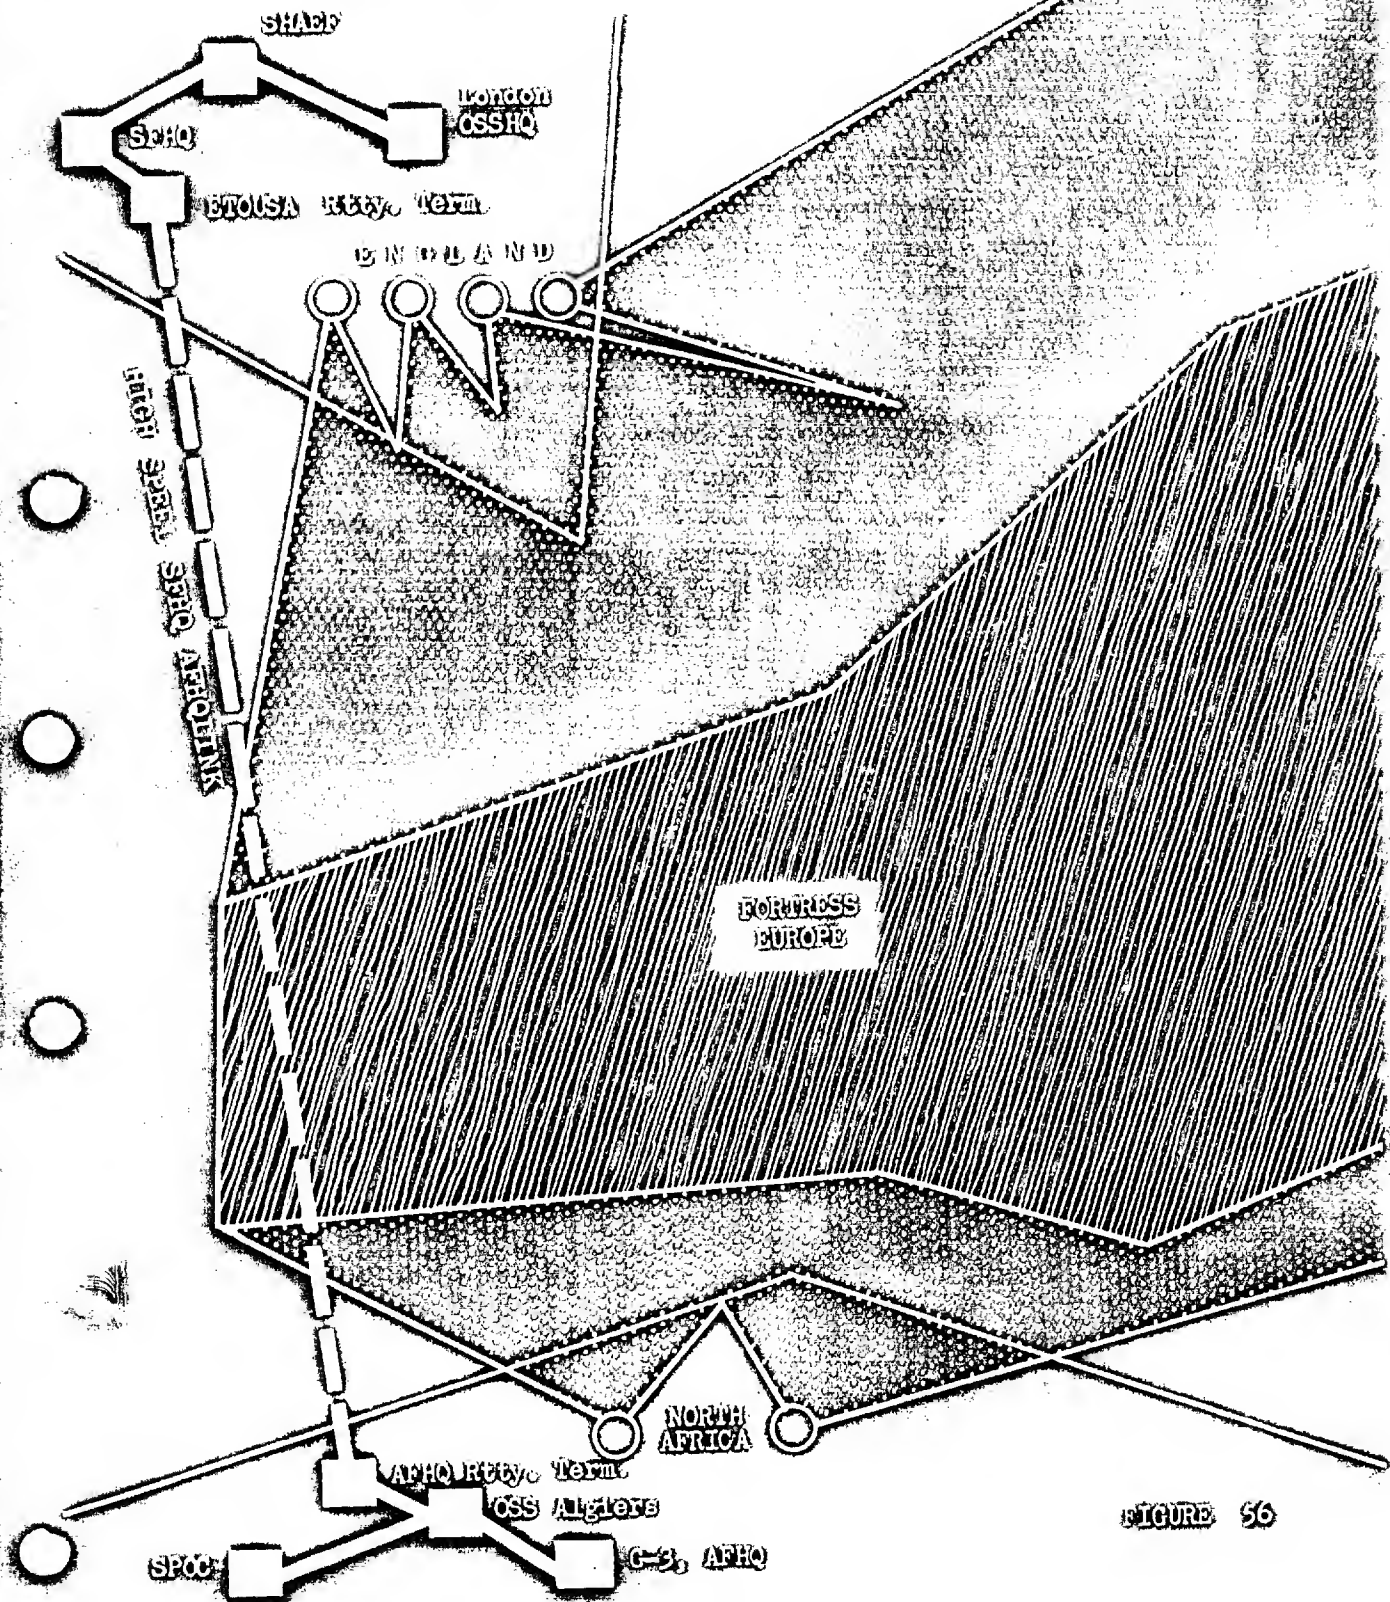 SHAEF
London
OSSHQ
SFHQ
ETOUSA Rtty. Term.
ENGLAND
HIGH SPEED SFHQ AFHQ LINK
FORTRESS
EUROPE
NORTH
AFRICA
AFHQ Rtty. Term.
OSS Algiers
FIGURE 56
SPOC
G-3, AFHQ